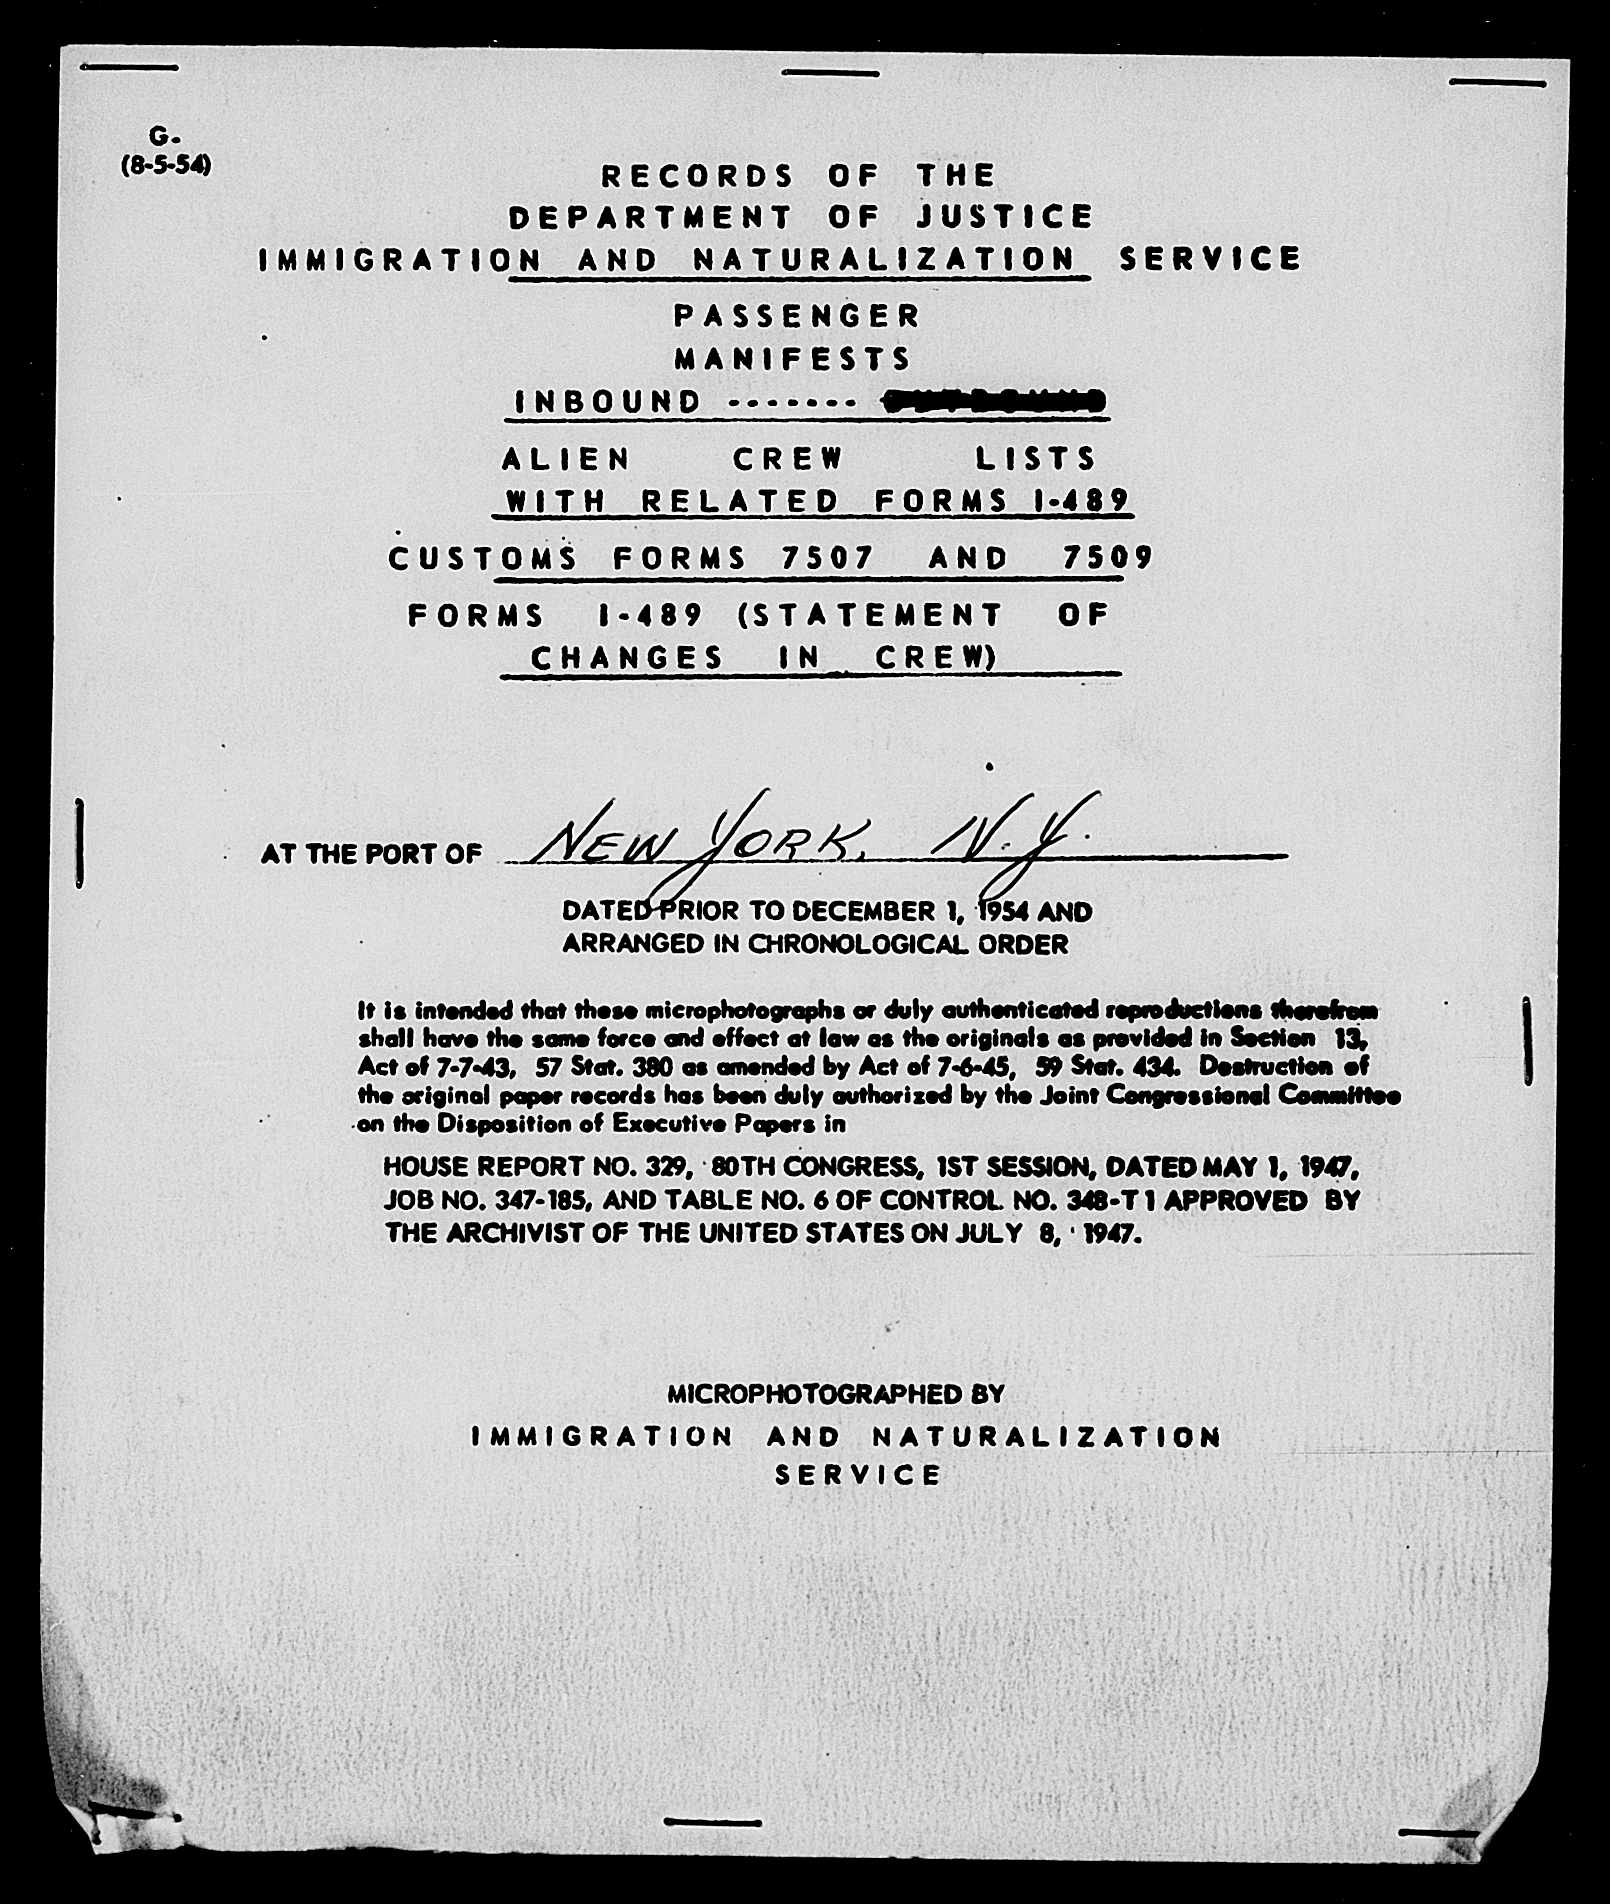 G-
(8-5-54)
RECORDS OF THE
DEPARTMENT OF JUSTICE
IMMIGRATION AND NATURALIZATION SERVICE
PASSENGER
MANIFESTS
INBOUND -------
ALIEN CREW LISTS
WITH RELATED FORMS I-489
CUSTOMS FORMS 7507 AND 7509
FORMS I-489 (STATEMENT OF
CHANGES IN CREW)
AT THE PORT OF NEW YORK, N.Y.
DATED PRIOR TO DECEMBER 1, 1954 AND
ARRANGED IN CHRONOLOGICAL ORDER
It is intended that these microphotographs or duly authenticated reproductions therefrom
shall have the same force and effect at law as the originals as provided in Section 13,
Act of 7-7-43, 57 Stat. 380 as amended by Act of 7-6-45, 59 Stat. 434. Destruction of
the original paper records has been duly authorized by the Joint Congressional Committee
on the Disposition of Executive Papers in
HOUSE REPORT NO. 329, 80TH CONGRESS, 1ST SESSION, DATED MAY 1, 1947,
JOB NO. 347-185, AND TABLE NO. 6 OF CONTROL NO. 348-T1 APPROVED BY
THE ARCHIVIST OF THE UNITED STATES ON JULY 8, 1947.
MICROPHOTOGRAPHED BY
IMMIGRATION AND NATURALIZATION
SERVICE